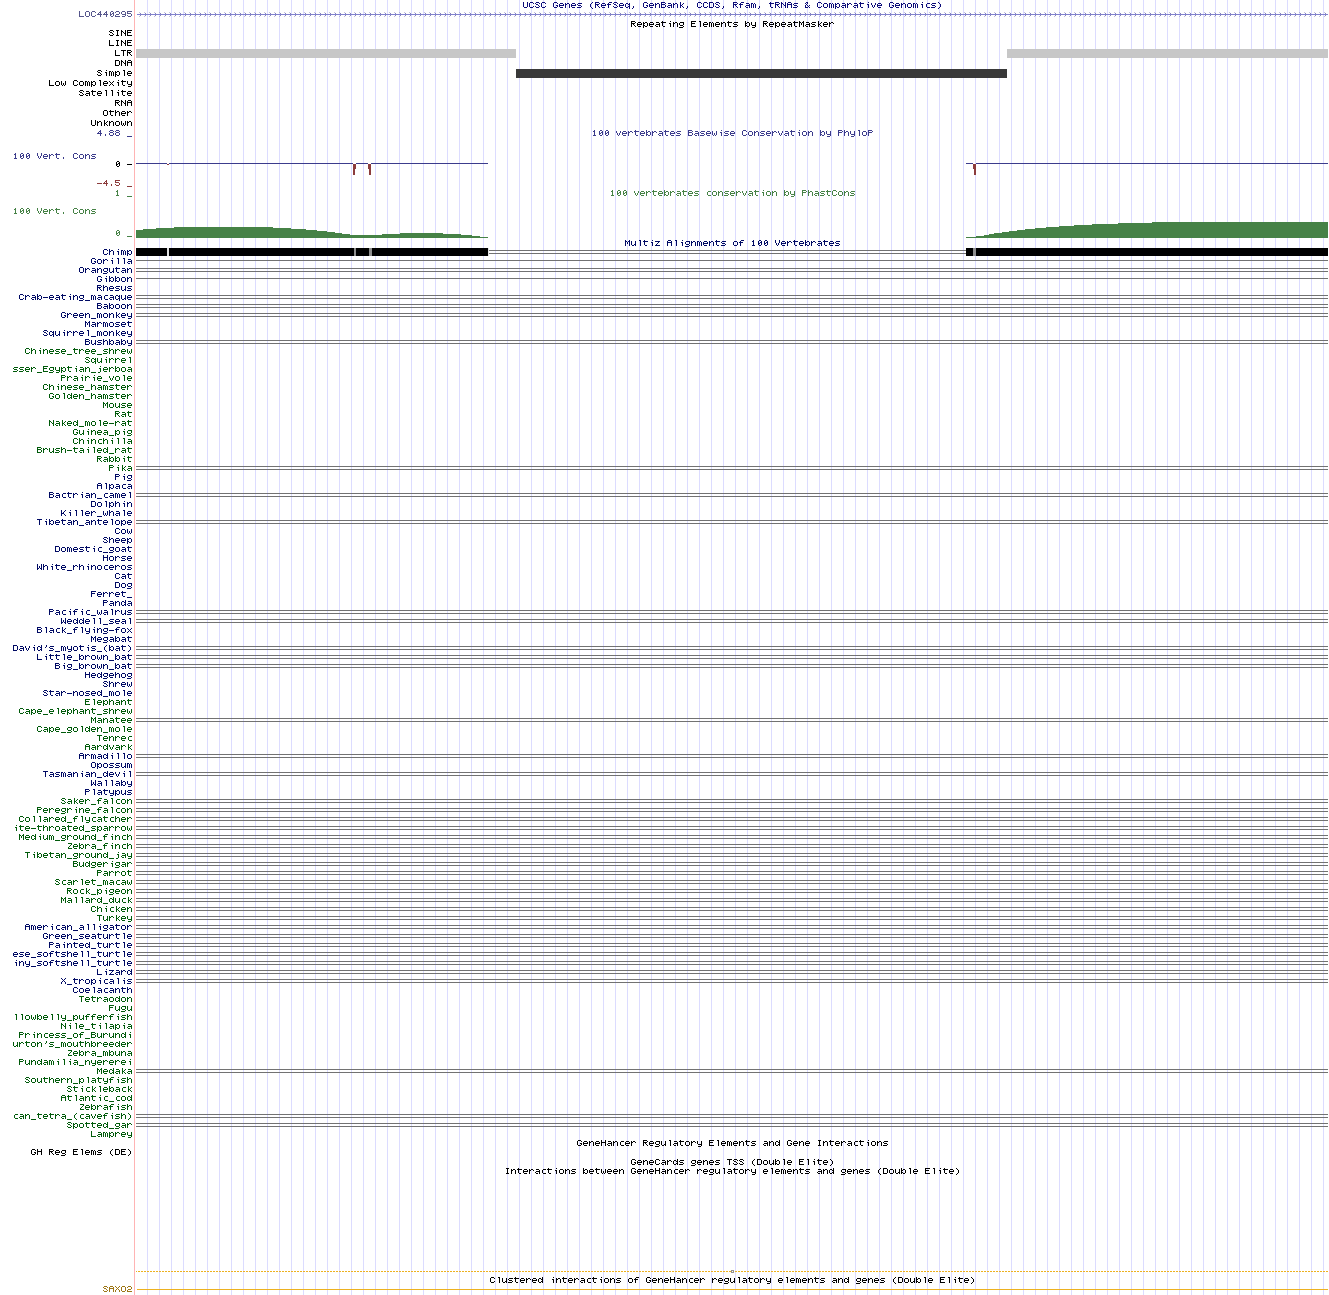 UCSC Genes (RefSeq, GenBank, CCDS, Rfam, tRNAs & Comparative Genomics)
LOC440295
Repeating Elements by RepeatMasker
SINE
LINE
LTR
DNA
Simple
Low Complexity
Satellite
RNA
Other
Unknown
4.88 _
100 vertebrates Basewise Conservation by PhyloP
100 Vert. Cons
0 -
-4.5 _
1 _
100 vertebrates conservation by PhastCons
100 Vert. Cons
0 _
Multiz Alignments of 100 Vertebrates
Chimp
Gorilla
Orangutan
Gibbon
Rhesus
Crab-eating_macaque
Baboon
Green_monkey
Marmoset
Squirrel_monkey
Bushbaby
Chinese_tree_shrew
Squirrel
sser_Egyptian_jerboa
Prairie_vole
Chinese_hamster
Golden_hamster
Mouse
Rat
Naked_mole-rat
Guinea_pig
Chinchilla
Brush-tailed_rat
Rabbit
Pika
Pig
Alpaca
Bactrian_camel
Dolphin
Killer_whale
Tibetan_antelope
Cow
Sheep
Domestic_goat
Horse
White_rhinoceros
Cat
Dog
Ferret_
Panda
Pacific_walrus
Weddell_seal
Black_flying-fox
Megabat
David's_myotis_(bat)
Little_brown_bat
Big_brown_bat
Hedgehog
Shrew
Star-nosed_mole
Elephant
Cape_elephant_shrew
Manatee
Cape_golden_mole
Tenrec
Aardvark
Armadillo
Opossum
Tasmanian_devil
Wallaby
Platypus
Saker_falcon
Peregrine_falcon
Collared_flycatcher
ite-throated_sparrow
Medium_ground_finch
Zebra_finch
Tibetan_ground_jay
Budgerigar
Parrot
Scarlet_macaw
Rock_pigeon
Mallard_duck
Chicken
Turkey
American_alligator
Green_seaturtle
Painted_turtle
ese_softshell_turtle
iny_softshell_turtle
Lizard
X_tropicalis
Coelacanth
Tetraodon
Fugu
llowbelly_pufferfish
Nile_tilapia
Princess_of_Burundi
urton's_mouthbreeder
Zebra_mbuna
Pundamilia_nyererei
Medaka
Southern_platyfish
Stickleback
Atlantic_cod
Zebrafish
can_tetra_(cavefish)
Spotted_gar
Lamprey
GeneHancer Regulatory Elements and Gene Interactions
GH Reg Elems (DE)
GeneCards genes TSS (Double Elite)
Interactions between GeneHancer regulatory elements and genes (Double Elite)
Clustered interactions of GeneHancer regulatory elements and genes (Double Elite)
SAXO2